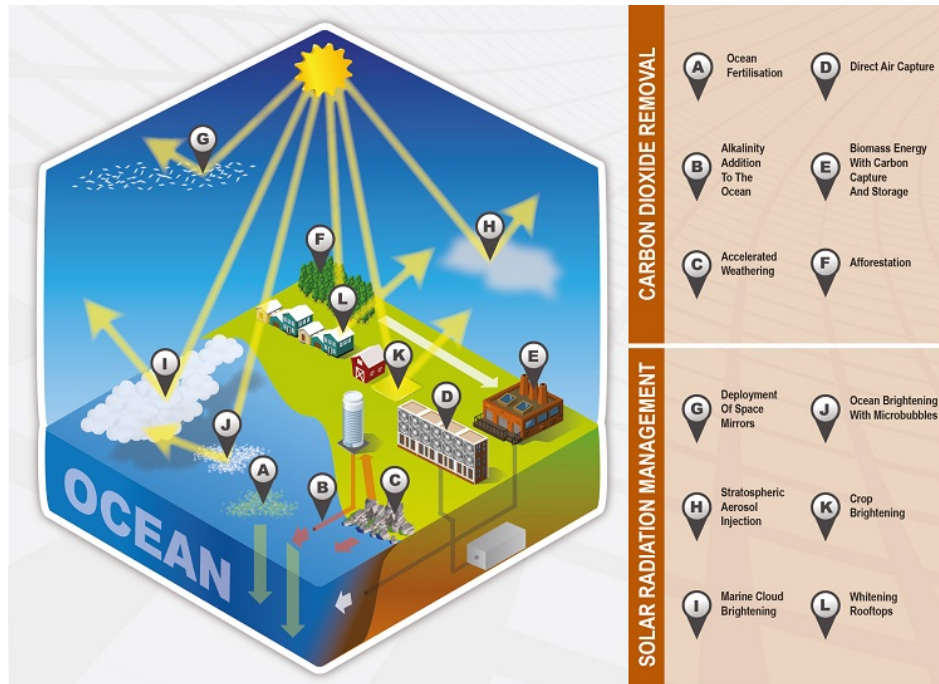 G
H
F
L
I
K
E
D
J
A
B
C
OCEAN
CARBON DIOXIDE REMOVAL
A
Ocean
Fertilisation
D
Direct Air Capture
B
Alkalinity
Addition
To The
Ocean
E
Biomass Energy
With Carbon
Capture
And Storage
C
Accelerated
Weathering
F
Afforestation
SOLAR RADIATION MANAGEMENT
G
Deployment
Of Space
Mirrors
J
Ocean Brightening
With Microbubbles
H
Stratospheric
Aerosol
Injection
K
Crop
Brightening
I
Marine Cloud
Brightening
L
Whitening
Rooftops